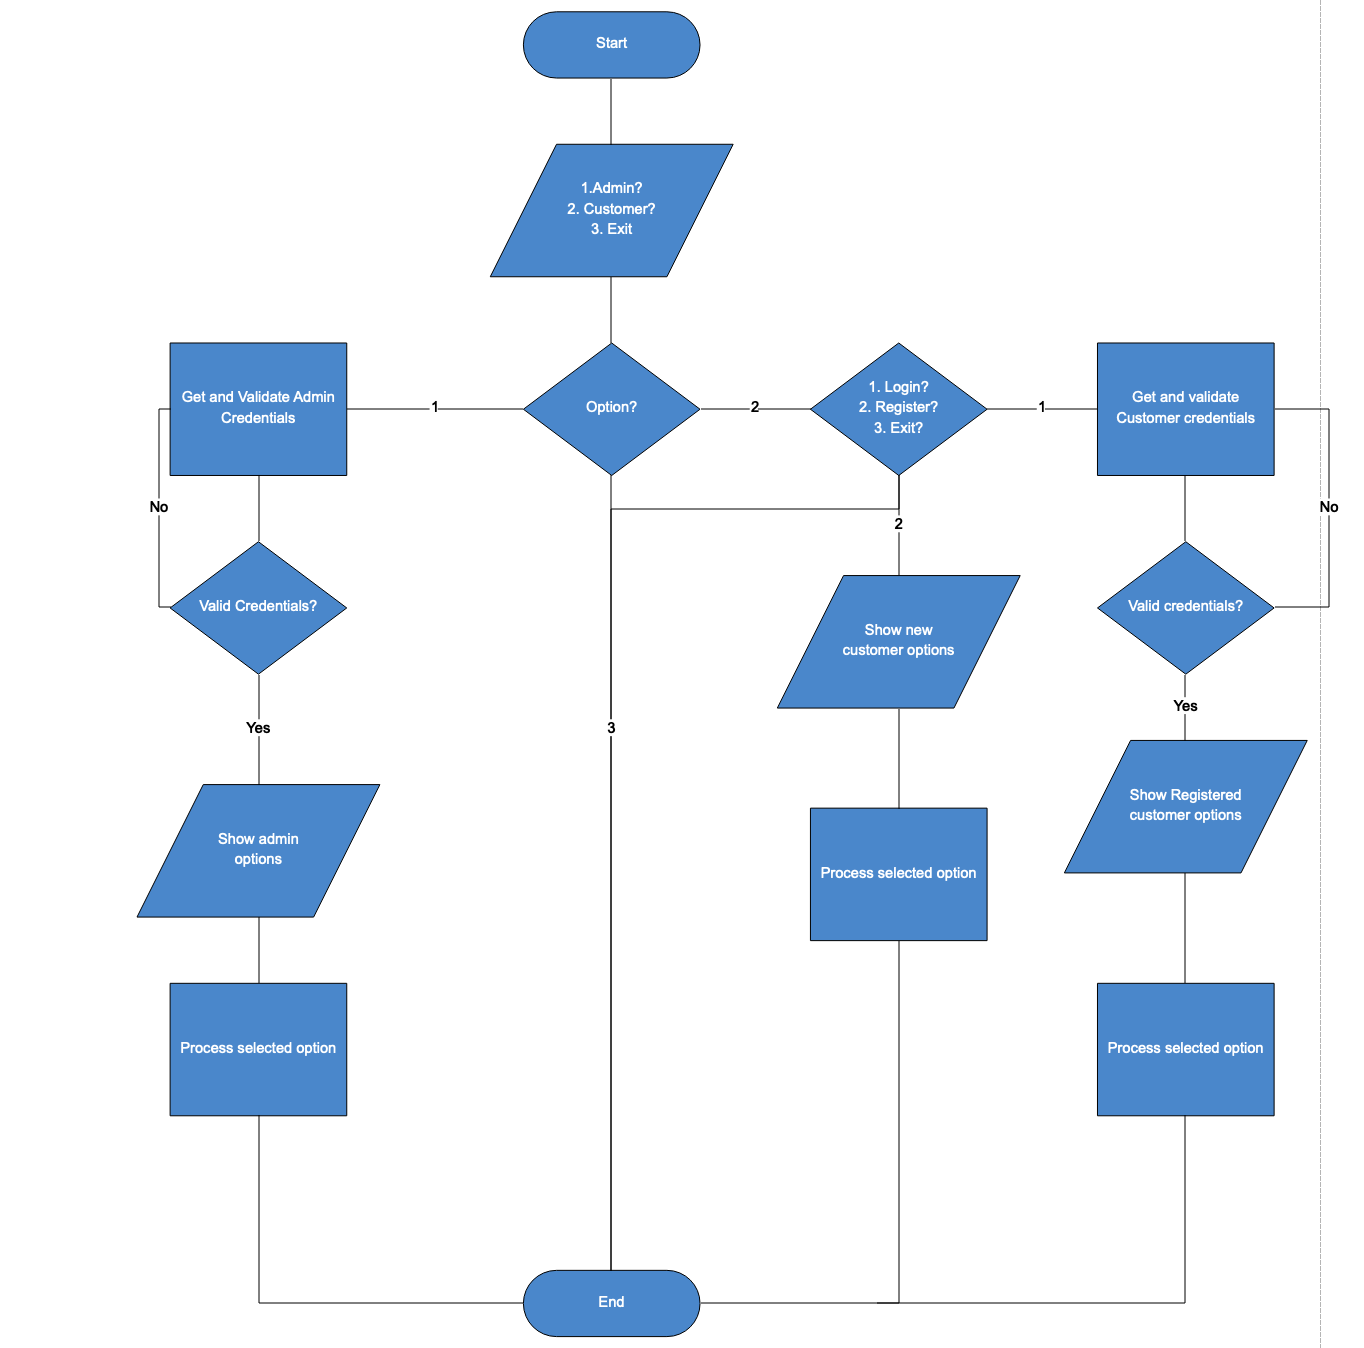 Start
1.Admin?
2. Customer?
3. Exit
Get and Validate Admin
Credentials
1
Option?
2
1. Login?
2. Register?
3. Exit?
1
Get and validate
Customer credentials
No
2
No
Valid Credentials?
Valid credentials?
Show new
customer options
Yes
3
Yes
Show admin
options
Show Registered
customer options
Process selected option
Process selected option
Process selected option
End